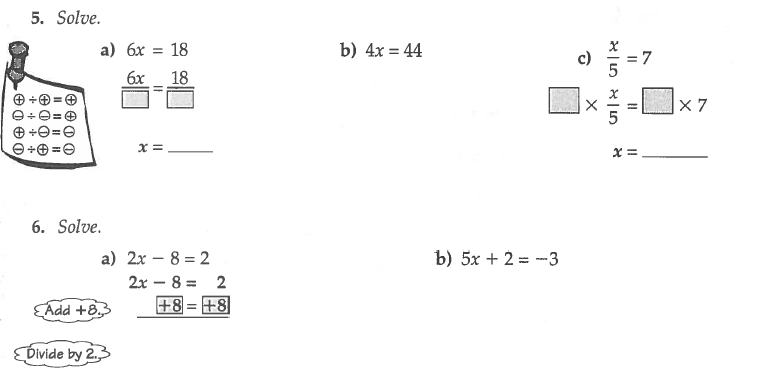 5. Solve.
a) 6x = 18
6x/□ = 18/□
x = ____
b) 4x = 44
c) x/5 = 7
□ × x/5 = □ × 7
x = ____
⊕ ÷ ⊕ = ⊕
⊖ ÷ ⊖ = ⊕
⊕ ÷ ⊖ = ⊖
⊖ ÷ ⊕ = ⊖
6. Solve.
a) 2x − 8 = 2
2x − 8 = 2
Add +8.
+8 = +8
Divide by 2.
b) 5x + 2 = −3